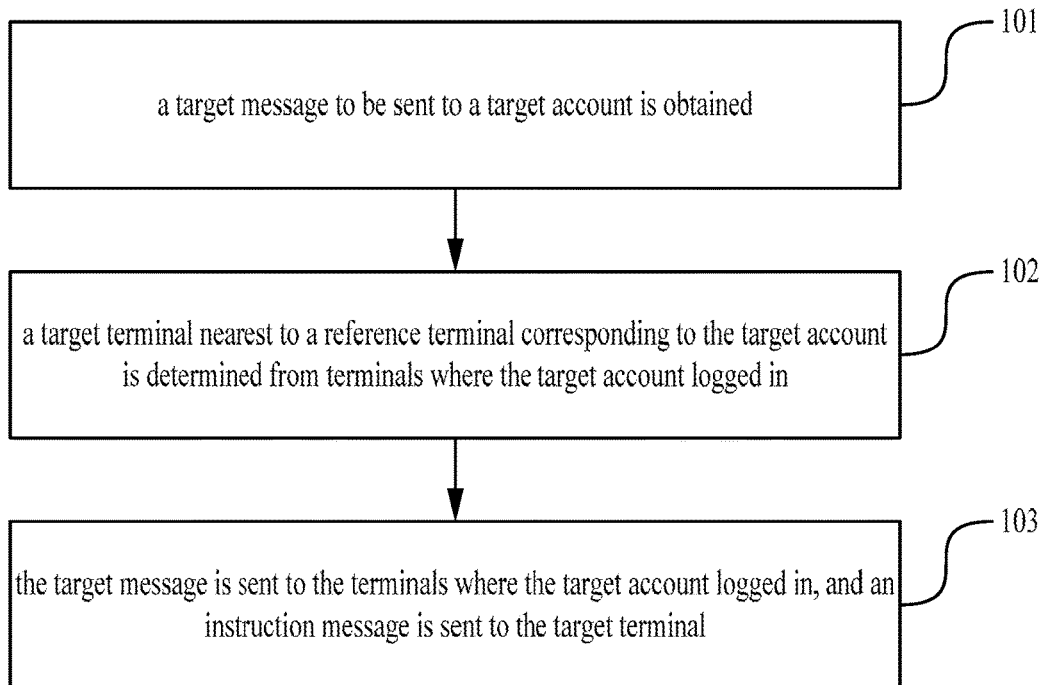 101
a target message to be sent to a target account is obtained
102
a target terminal nearest to a reference terminal corresponding to the target account
is determined from terminals where the target account logged in
103
the target message is sent to the terminals where the target account logged in, and an
instruction message is sent to the target terminal